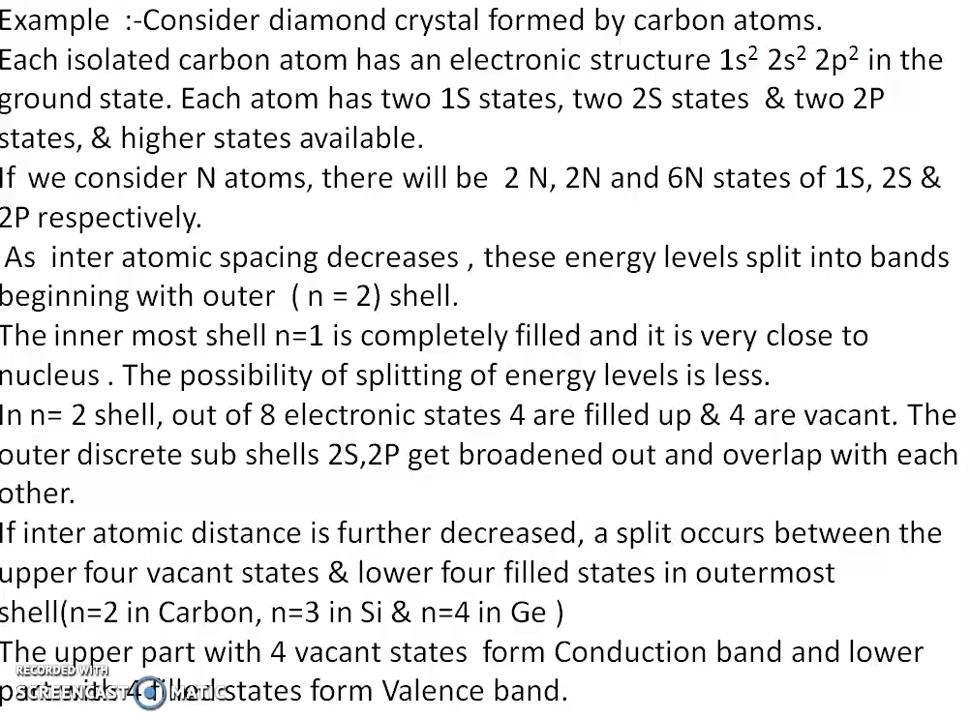 Example :-Consider diamond crystal formed by carbon atoms.
Each isolated carbon atom has an electronic structure 1s² 2s² 2p² in the
ground state. Each atom has two 1S states, two 2S states & two 2P
states, & higher states available.
If we consider N atoms, there will be 2 N, 2N and 6N states of 1S, 2S &
2P respectively.
As inter atomic spacing decreases , these energy levels split into bands
beginning with outer ( n = 2) shell.
The inner most shell n=1 is completely filled and it is very close to
nucleus . The possibility of splitting of energy levels is less.
In n= 2 shell, out of 8 electronic states 4 are filled up & 4 are vacant. The
outer discrete sub shells 2S,2P get broadened out and overlap with each
other.
If inter atomic distance is further decreased, a split occurs between the
upper four vacant states & lower four filled states in outermost
shell(n=2 in Carbon, n=3 in Si & n=4 in Ge )
The upper part with 4 vacant states form Conduction band and lower
RECORDED WITH
part with 4 filled states form Valence band.
SCREENCAST MATIC